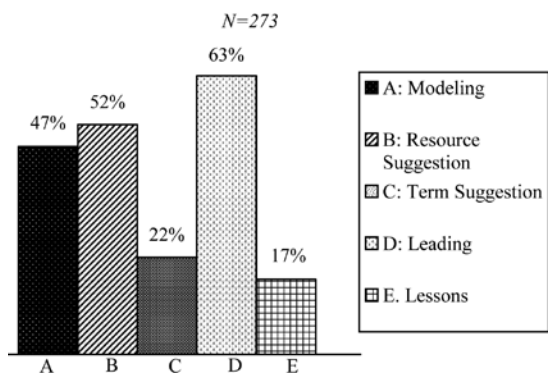 N=273
63%
52%
47%
22%
17%
A B C D E
A: Modeling
B: Resource
Suggestion
C: Term Suggestion
D: Leading
E. Lessons